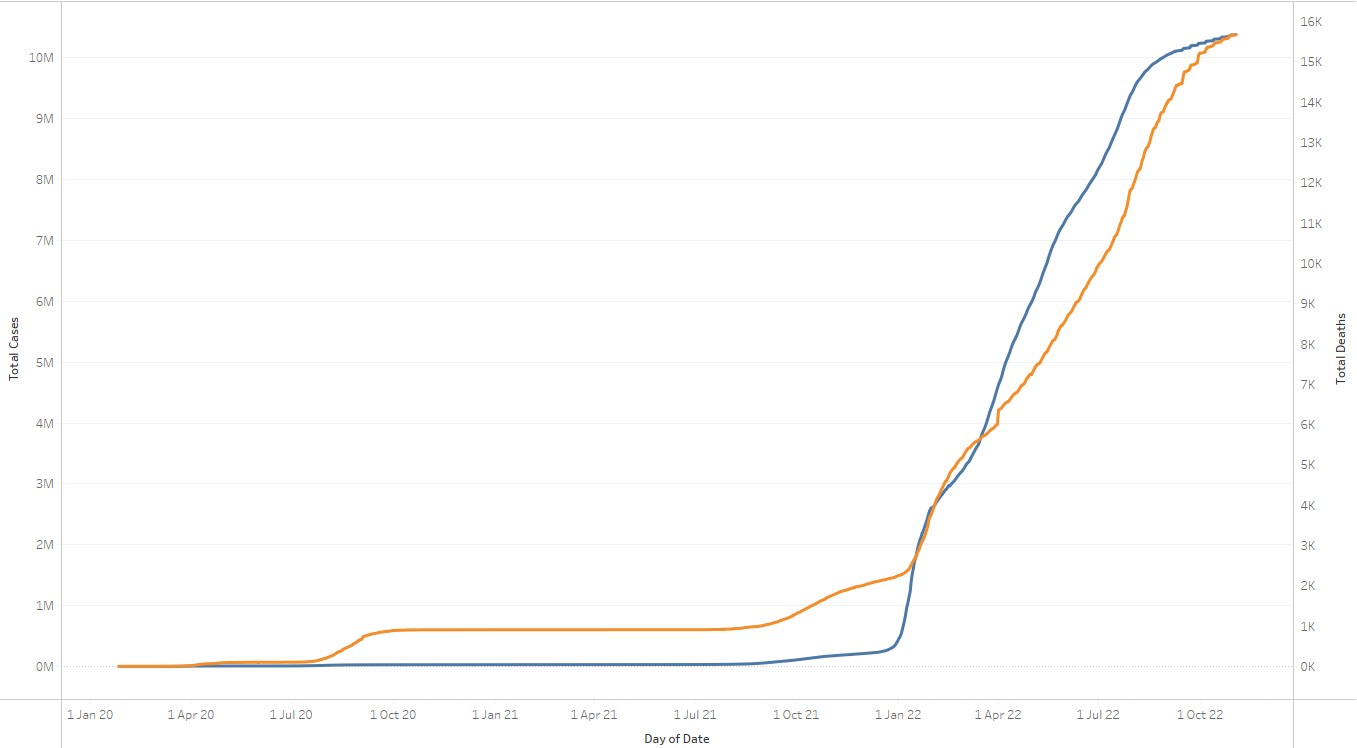 Total Cases
10M
9M
8M
7M
6M
5M
4M
3M
2M
1M
0M
16K
15K
14K
13K
12K
11K
10K
9K
8K
7K
6K
5K
4K
3K
2K
1K
0K
Total Deaths
1 Jan 20 1 Apr 20 1 Jul 20 1 Oct 20 1 Jan 21 1 Apr 21 1 Jul 21 1 Oct 21 1 Jan 22 1 Apr 22 1 Jul 22 1 Oct 22
Day of Date